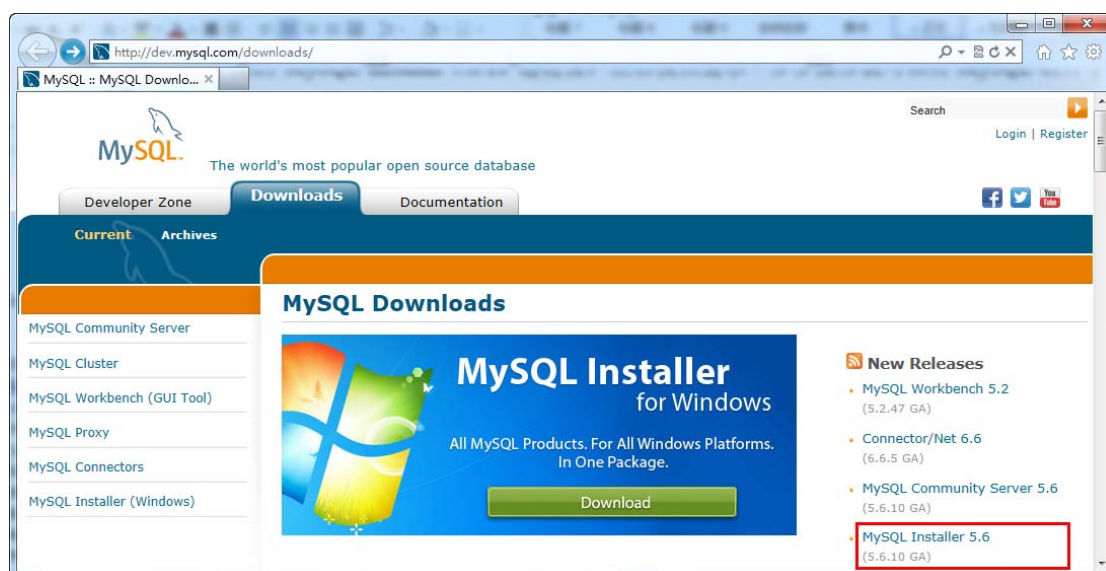 http://dev.mysql.com/downloads/
MySQL :: MySQL Downlo...
Search
Login | Register
MySQL
The world's most popular open source database
Developer Zone
Downloads
Documentation
You
Tube
Current
Archives
MySQL Community Server
MySQL Cluster
MySQL Workbench (GUI Tool)
MySQL Proxy
MySQL Connectors
MySQL Installer (Windows)
MySQL Downloads
MySQL Installer
for Windows
All MySQL Products. For All Windows Platforms.
In One Package.
Download
New Releases
MySQL Workbench 5.2
(5.2.47 GA)
Connector/Net 6.6
(6.6.5 GA)
MySQL Community Server 5.6
(5.6.10 GA)
MySQL Installer 5.6
(5.6.10 GA)